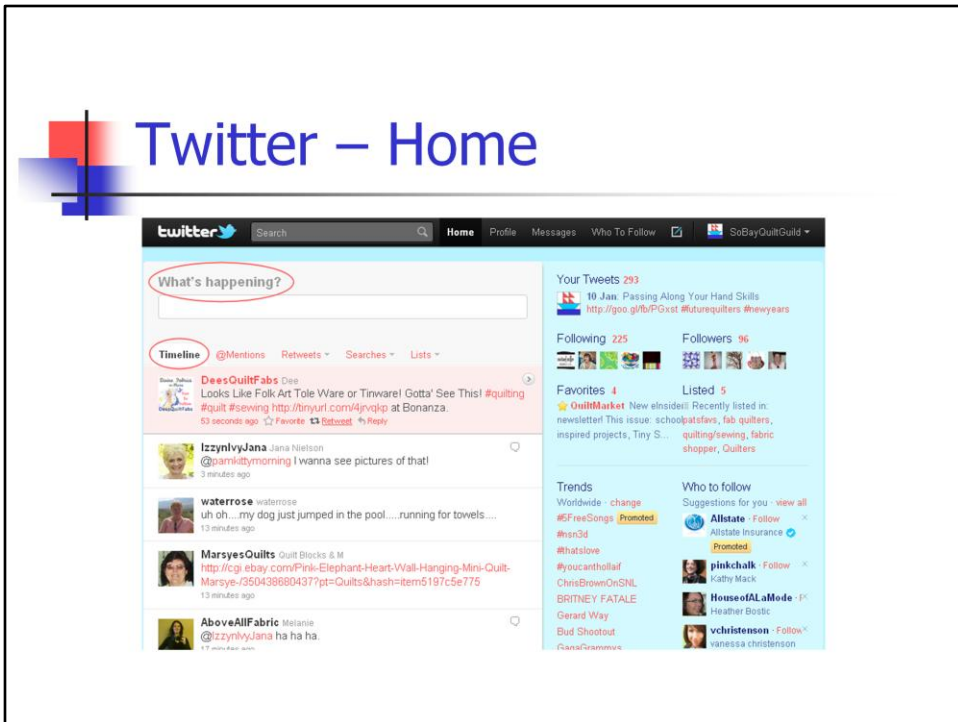 Twitter – Home
twitter Search Home Profile Messages Who To Follow SoBayQuiltGuild
What's happening?
Timeline @Mentions Retweets Searches Lists
DeesQuiltFabs Dee
Looks Like Folk Art Tole Ware or Tinware! Gotta' See This! #quilting
#quilt #sewing http://tinyurl.com/4jrvqkp at Bonanza.
53 seconds ago Favorite Retweet Reply
IzzynIvyJana Jana Nielson
@pamkittymorning I wanna see pictures of that!
3 minutes ago
waterrose waterrose
uh oh....my dog just jumped in the pool.....running for towels....
13 minutes ago
MarsyesQuilts Quilt Blocks & M
http://cgi.ebay.com/Pink-Elephant-Heart-Wall-Hanging-Mini-Quilt-
Marsye-/350438680437?pt=Quilts&hash=item5197c5e775
13 minutes ago
AboveAllFabric Melanie
@IzzynIvyJana ha ha ha.
17 minutes ago
Your Tweets 293
10 Jan: Passing Along Your Hand Skills
http://goo.gl/fb/PGxst #futurequilters #newyears
Following 225
Followers 96
Favorites 4
QuiltMarket New eInsider
newsletter! This issue: school
inspired projects, Tiny S...
Listed 5
Recently listed in:
patsfavs, fab quilters,
quilting/sewing, fabric
shopper, Quilters
Trends
Worldwide · change
#5FreeSongs Promoted
#nsn3d
#thatslove
#youcanthollaif
ChrisBrownOnSNL
BRITNEY FATALE
Gerard Way
Bud Shootout
GagaGrammys
Who to follow
Suggestions for you · view all
Allstate · Follow ×
Allstate Insurance
Promoted
pinkchalk · Follow ×
Kathy Mack
HouseofALaMode · F×
Heather Bostic
vchristenson · Follow×
vanessa christenson